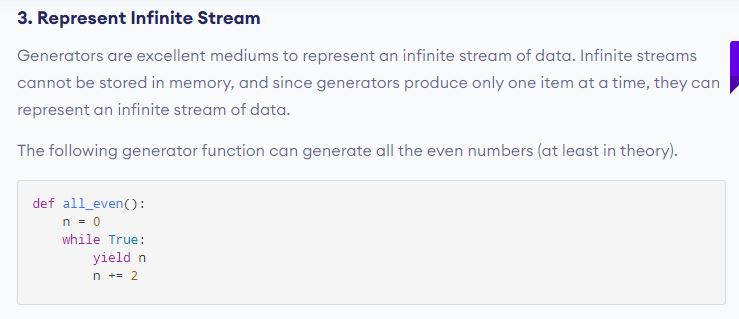 3. Represent Infinite Stream
Generators are excellent mediums to represent an infinite stream of data. Infinite streams
cannot be stored in memory, and since generators produce only one item at a time, they can
represent an infinite stream of data.
The following generator function can generate all the even numbers (at least in theory).
def all_even():
    n = 0
    while True:
        yield n
        n += 2